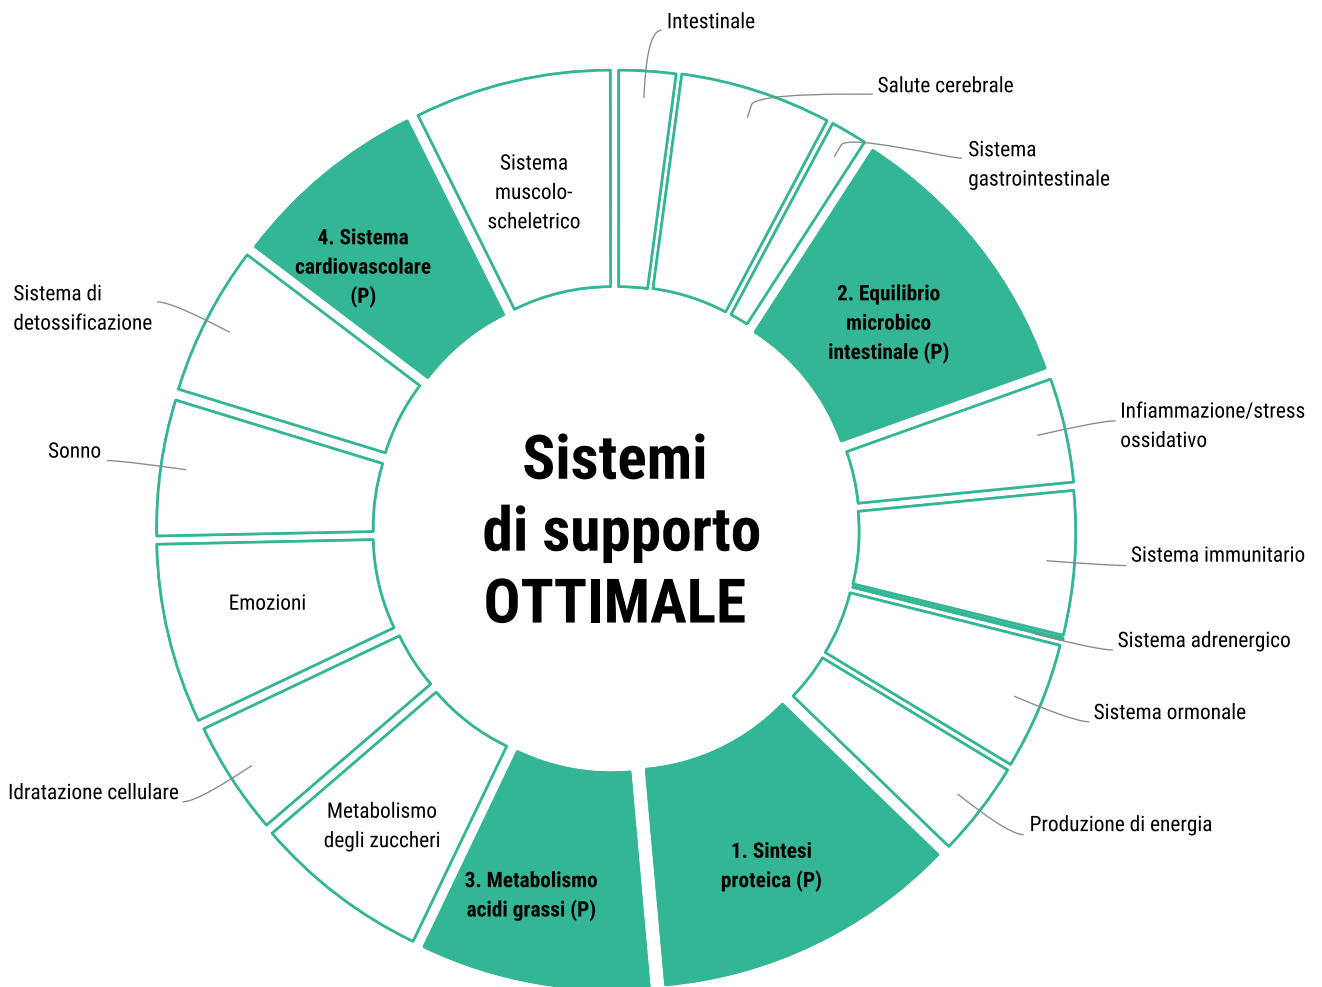 Intestinale
Salute cerebrale
Sistema
gastrointestinale
2. Equilibrio
microbico
intestinale (P)
Infiammazione/stress
ossidativo
Sistema immunitario
Sistema adrenergico
Sistema ormonale
Produzione di energia
1. Sintesi
proteica (P)
3. Metabolismo
acidi grassi (P)
Metabolismo
degli zuccheri
Idratazione cellulare
Emozioni
Sonno
Sistema di
detossificazione
4. Sistema
cardiovascolare
(P)
Sistema
muscolo-
scheletrico
Sistemi
di supporto
OTTIMALE